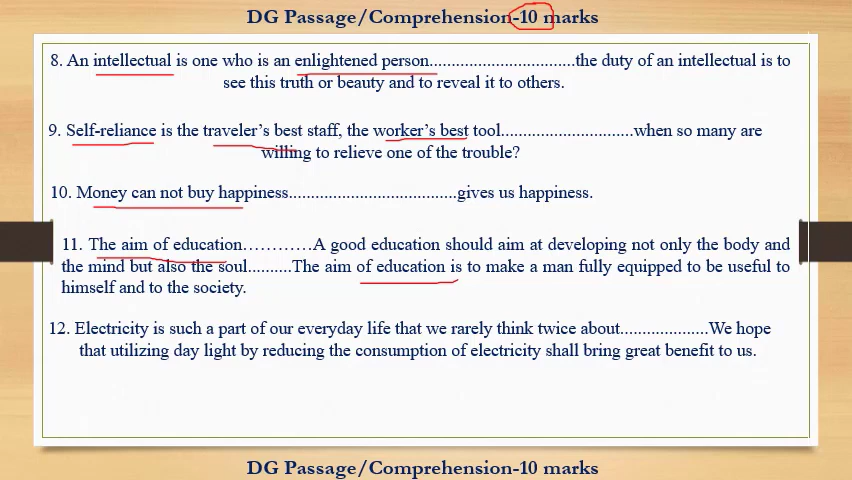 DG Passage/Comprehension-10 marks
8. An intellectual is one who is an enlightened person................................the duty of an intellectual is to
see this truth or beauty and to reveal it to others.
9. Self-reliance is the traveler's best staff, the worker's best tool.............................when so many are
willing to relieve one of the trouble?
10. Money can not buy happiness.....................................gives us happiness.
11. The aim of education…………A good education should aim at developing not only the body and
the mind but also the soul..........The aim of education is to make a man fully equipped to be useful to
himself and to the society.
12. Electricity is such a part of our everyday life that we rarely think twice about...................We hope
that utilizing day light by reducing the consumption of electricity shall bring great benefit to us.
DG Passage/Comprehension-10 marks